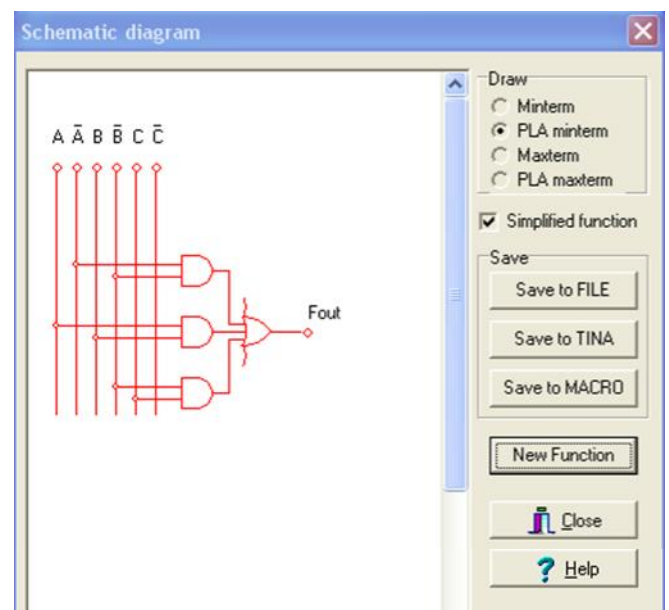 Schematic diagram
A Ā B B̄ C C̄
Fout
Draw
Minterm
PLA minterm
Maxterm
PLA maxterm
Simplified function
Save
Save to FILE
Save to TINA
Save to MACRO
New Function
Close
? Help